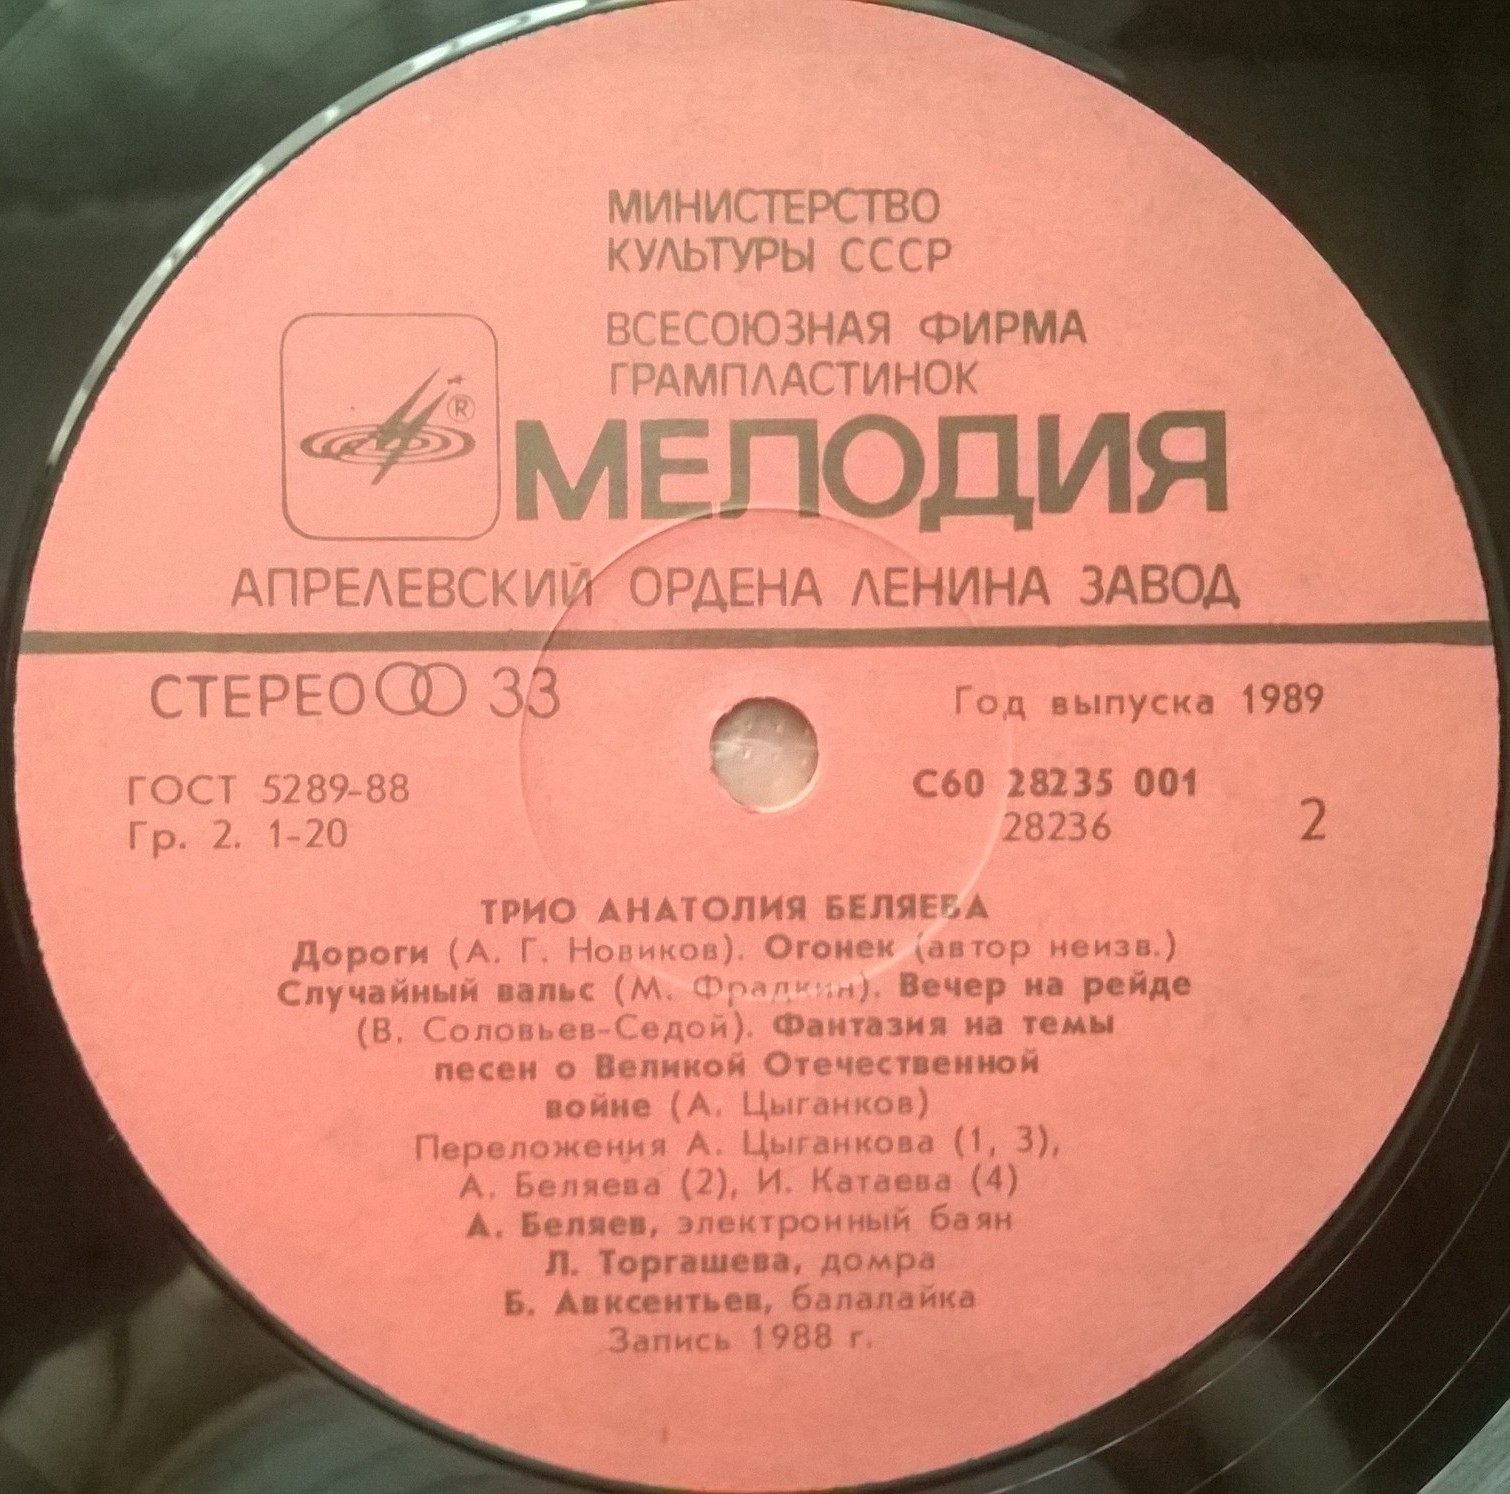 МИНИСТЕРСТВО
КУЛЬТУРЫ СССР
ВСЕСОЮЗНАЯ ФИРМА
ГРАМПЛАСТИНОК
®
МЕЛОДИЯ
АПРЕЛЕВСКИЙ ОРДЕНА ЛЕНИНА ЗАВОД
СТЕРЕО 33
Год выпуска 1989
ГОСТ 5289-88
Гр. 2. 1-20
С60 28235 001
28236
2
ТРИО АНАТОЛИЯ БЕЛЯЕВА
Дороги (А. Г. Новиков). Огонек (автор неизв.)
Случайный вальс (М. Фрадкин). Вечер на рейде
(В. Соловьев-Седой). Фантазия на темы
песен о Великой Отечественной
войне (А. Цыганков)
Переложения А. Цыганкова (1, 3),
А. Беляева (2), И. Катаева (4)
А. Беляев, электронный баян
Л. Торгашева, домра
Б. Авксентьев, балалайка
Запись 1988 г.